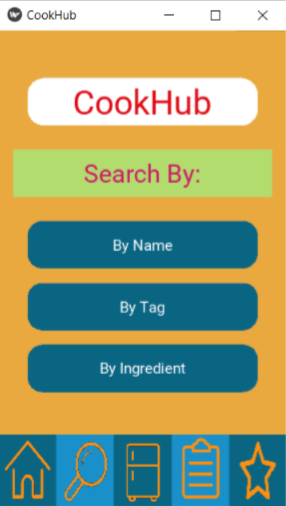 CookHub
CookHub
Search By:
By Name
By Tag
By Ingredient